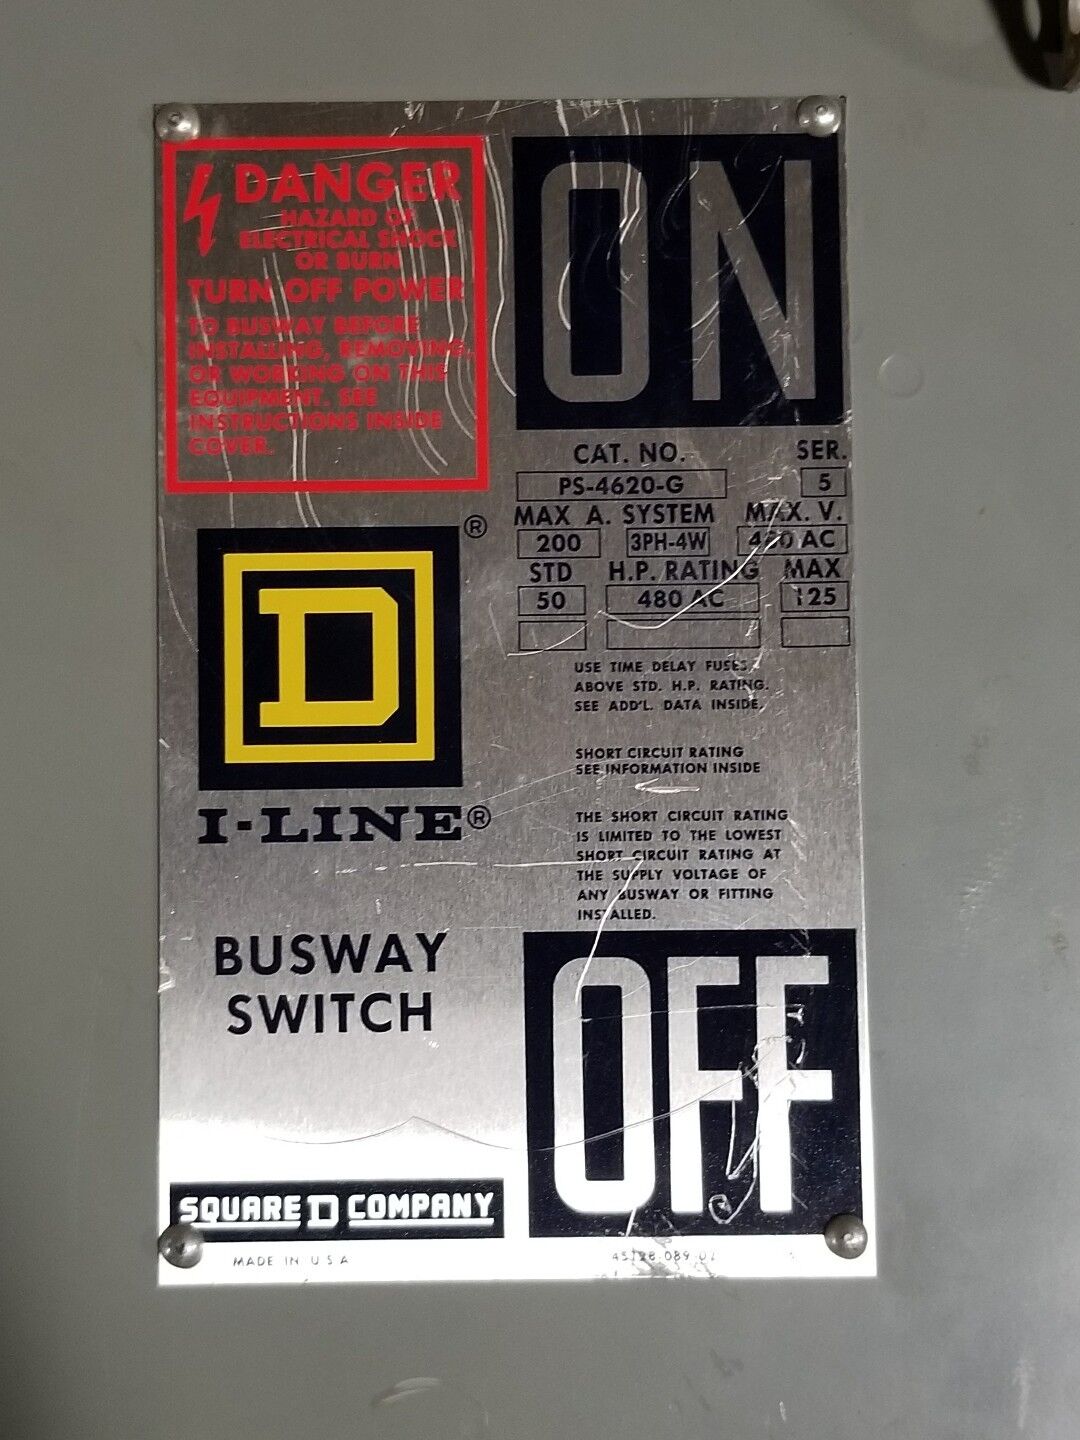 DANGER
HAZARD OF
ELECTRICAL SHOCK
OR BURN
TURN OFF POWER
TO BUSWAY BEFORE
INSTALLING, REMOVING,
OR WORKING ON THIS
EQUIPMENT. SEE
INSTRUCTIONS INSIDE
COVER.
ON
CAT. NO. SER.
PS-4620-G 5
MAX A. SYSTEM MAX. V.
200 3PH-4W 480 AC
STD H.P. RATING MAX
50 480 AC 125
USE TIME DELAY FUSES
ABOVE STD. H.P. RATING.
SEE ADD'L. DATA INSIDE.
SHORT CIRCUIT RATING
SEE INFORMATION INSIDE
THE SHORT CIRCUIT RATING
IS LIMITED TO THE LOWEST
SHORT CIRCUIT RATING AT
THE SUPPLY VOLTAGE OF
ANY BUSWAY OR FITTING
INSTALLED.
D ®
I-LINE®
BUSWAY
SWITCH
OFF
SQUARE D COMPANY
MADE IN U S A